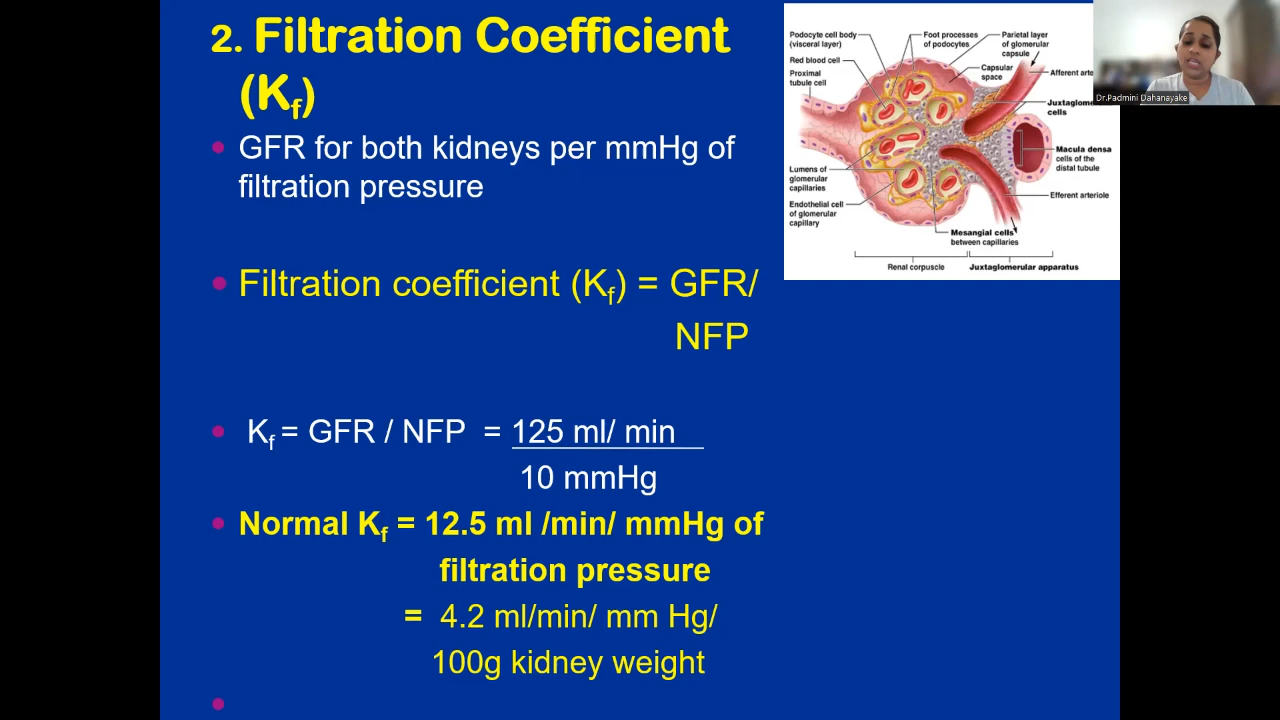 2. Filtration Coefficient
(Kf)
GFR for both kidneys per mmHg of
filtration pressure
Filtration coefficient (Kf) = GFR/
NFP
Kf = GFR / NFP = 125 ml/ min
10 mmHg
Normal Kf = 12.5 ml /min/ mmHg of
filtration pressure
= 4.2 ml/min/ mm Hg/
100g kidney weight
Podocyte cell body
(visceral layer)
Red blood cell
Proximal
tubule cell
Lumens of
glomerular
capillaries
Endothelial cell
of glomerular
capillary
Foot processes
of podocytes
Capsular
space
Parietal layer
of glomerular
capsule
Afferent arte
Juxtaglome
cells
Macula densa
cells of the
distal tubule
Efferent arteriole
Mesangial cells
between capillaries
Renal corpuscle
Juxtaglomerular apparatus
Dr.Padmini Dahanayake